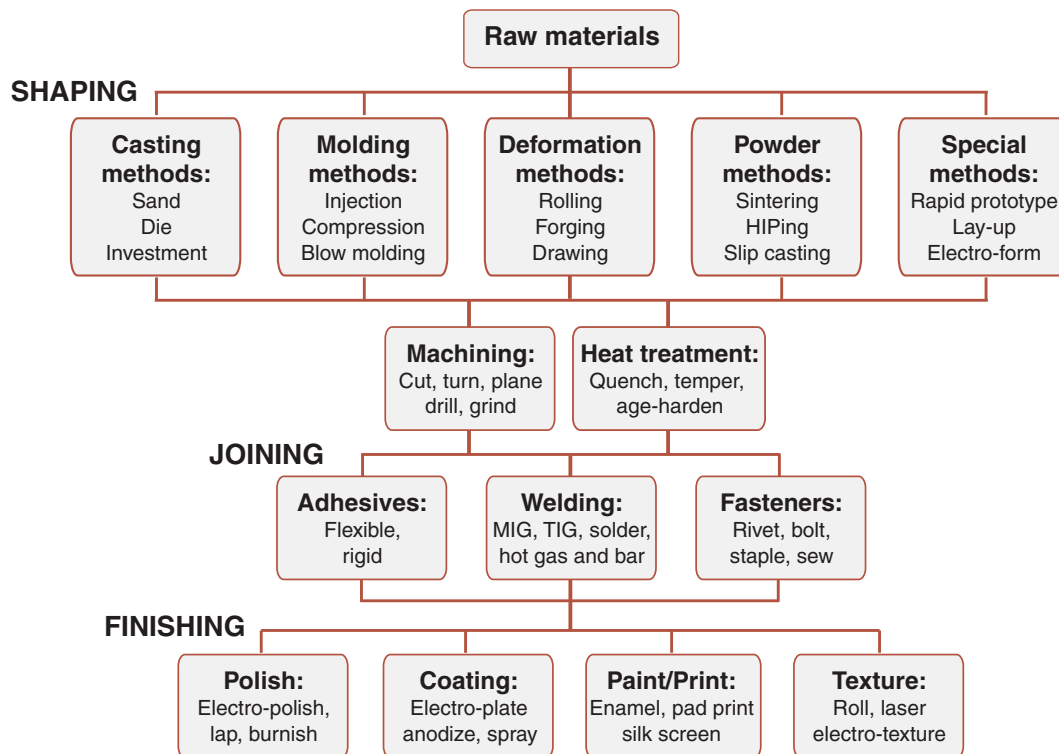 Raw materials
SHAPING
Casting
methods:
Sand
Die
Investment
Molding
methods:
Injection
Compression
Blow molding
Deformation
methods:
Rolling
Forging
Drawing
Powder
methods:
Sintering
HIPing
Slip casting
Special
methods:
Rapid prototype
Lay-up
Electro-form
Machining:
Cut, turn, plane
drill, grind
Heat treatment:
Quench, temper,
age-harden
JOINING
Adhesives:
Flexible,
rigid
Welding:
MIG, TIG, solder,
hot gas and bar
Fasteners:
Rivet, bolt,
staple, sew
FINISHING
Polish:
Electro-polish,
lap, burnish
Coating:
Electro-plate
anodize, spray
Paint/Print:
Enamel, pad print
silk screen
Texture:
Roll, laser
electro-texture